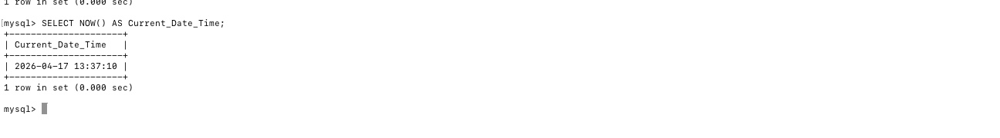 1 row in set (0.000 sec)
[mysql> SELECT NOW() AS Current_Date_Time;
+---------------------+
| Current_Date_Time   |
+---------------------+
| 2026-04-17 13:37:10 |
+---------------------+
1 row in set (0.000 sec)
mysql>